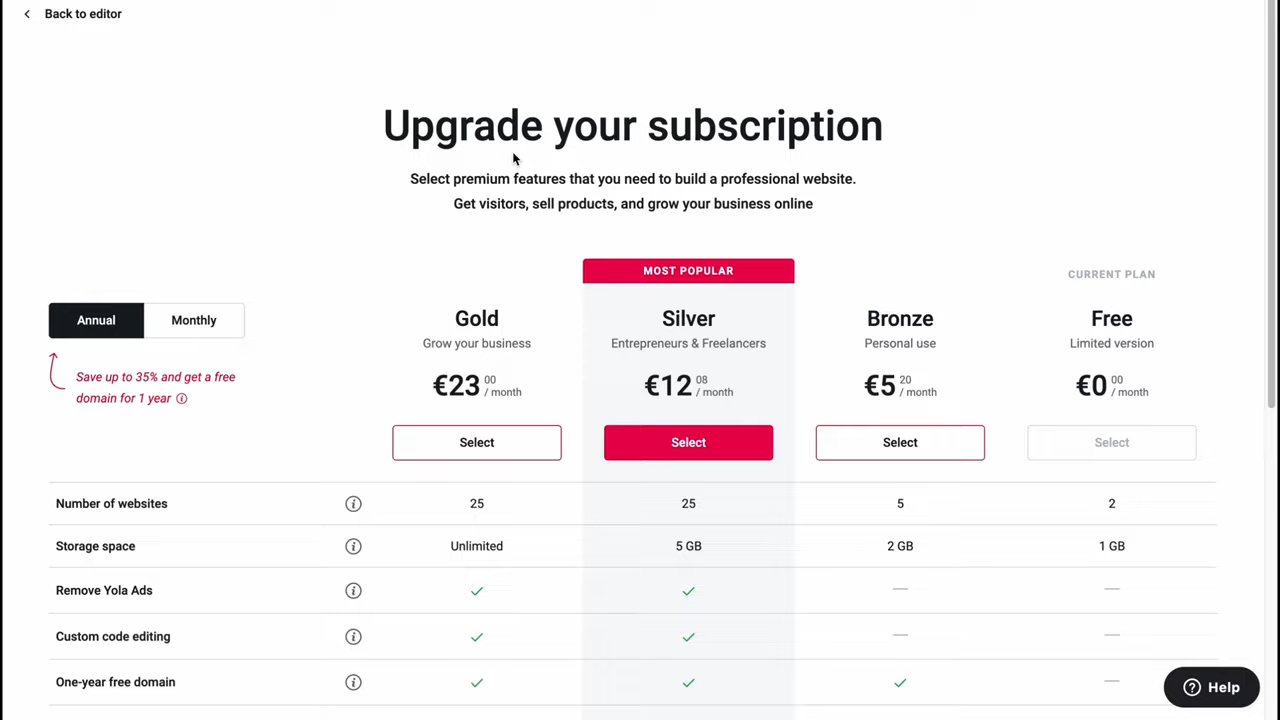 Back to editor
Upgrade your subscription
Select premium features that you need to build a professional website.
Get visitors, sell products, and grow your business online
MOST POPULAR
CURRENT PLAN
Annual Monthly
Save up to 35% and get a free
domain for 1 year
Gold
Grow your business
€23 00 / month
Select
Silver
Entrepreneurs & Freelancers
€12 08 / month
Select
Bronze
Personal use
€5 20 / month
Select
Free
Limited version
€0 00 / month
Select
Number of websites 25 25 5 2
Storage space Unlimited 5 GB 2 GB 1 GB
Remove Yola Ads
Custom code editing
One-year free domain
Help